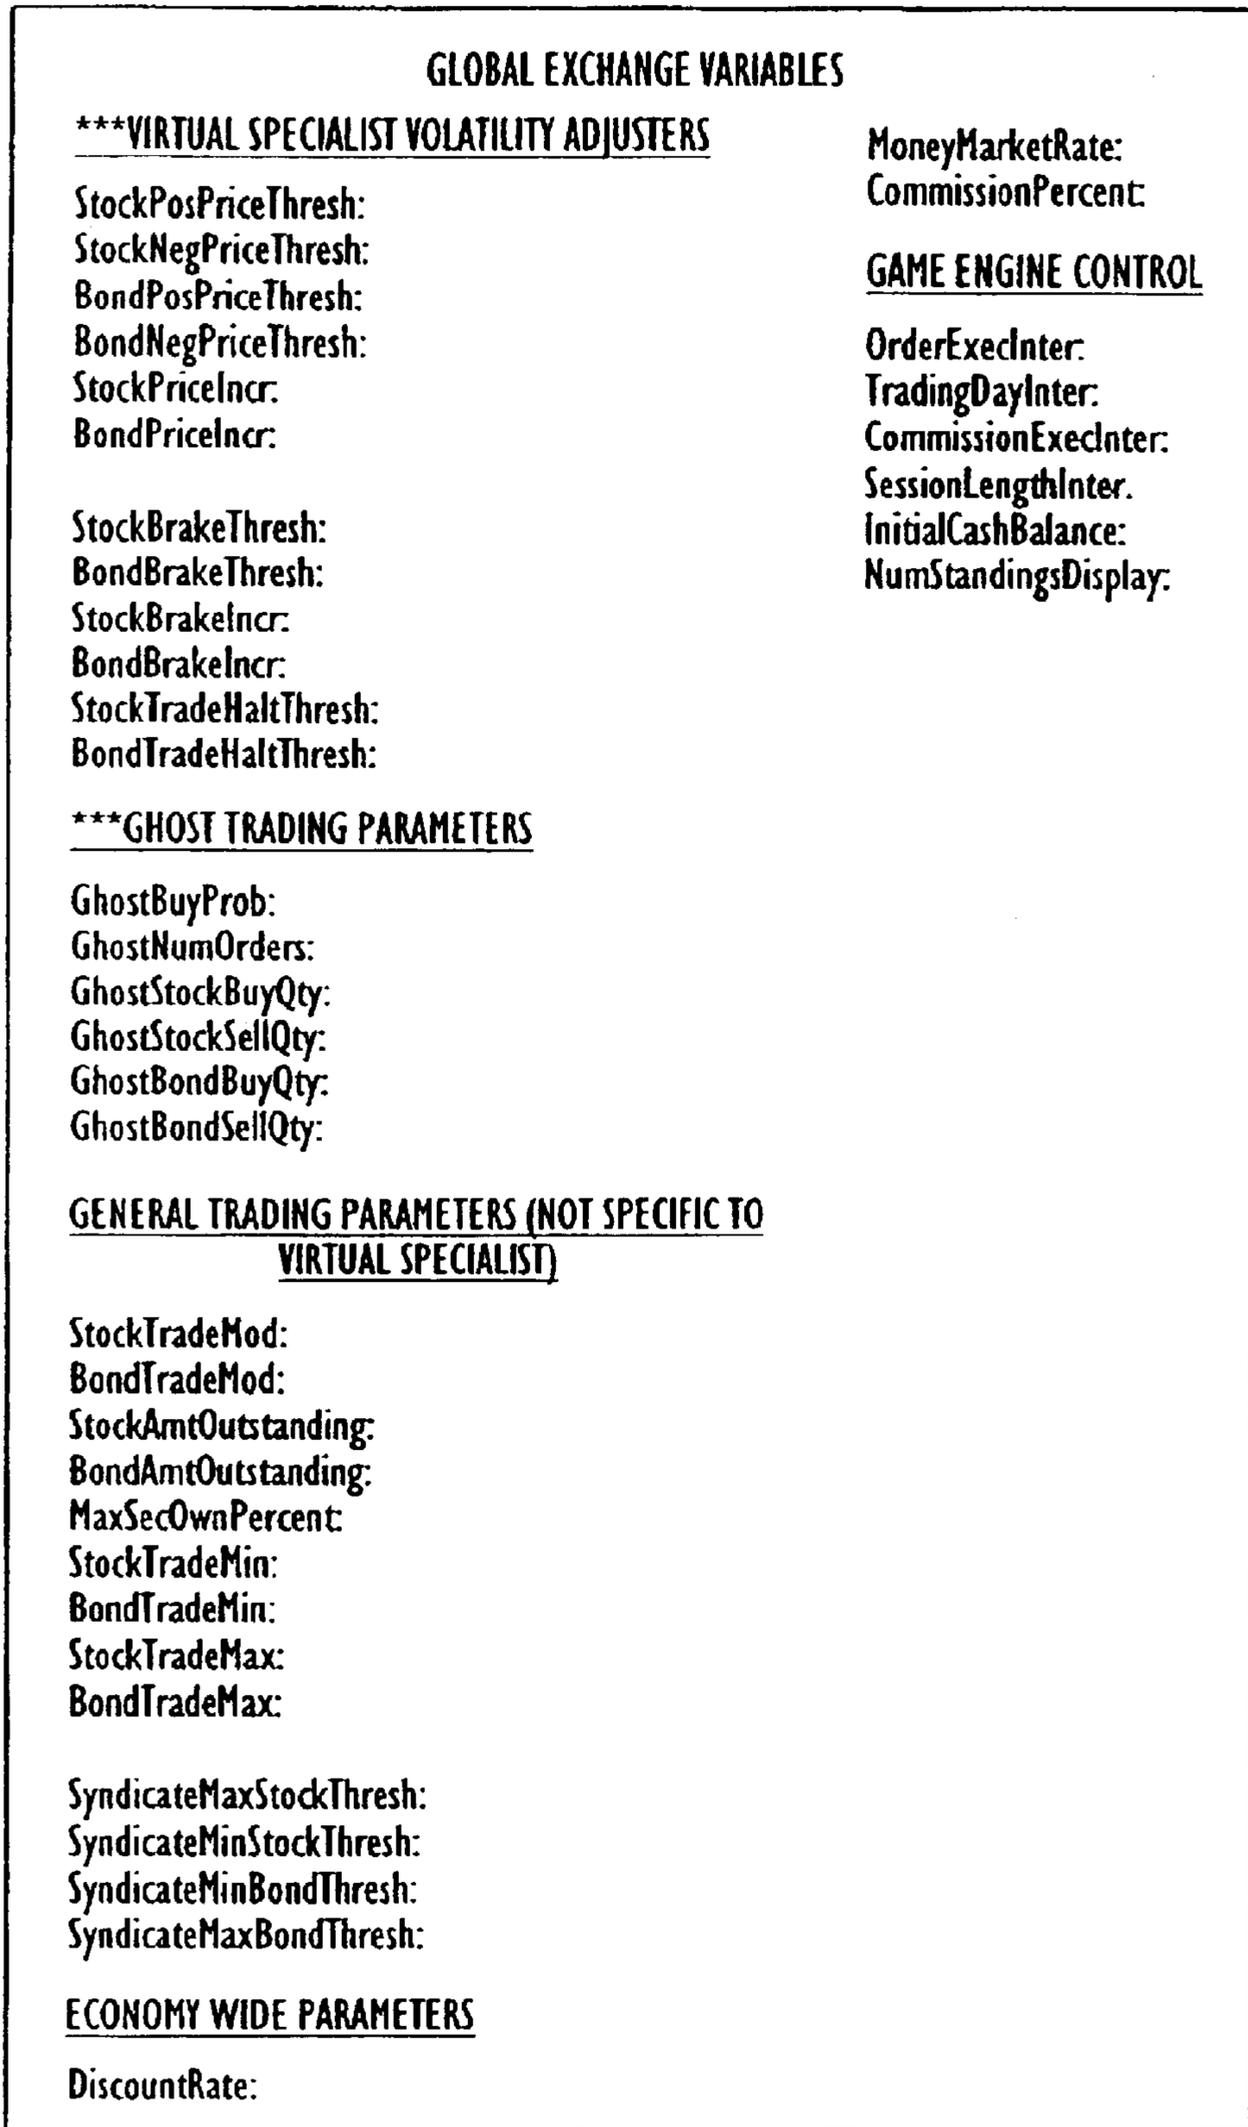 GLOBAL EXCHANGE VARIABLES
***VIRTUAL SPECIALIST VOLATILITY ADJUSTERS
StockPosPriceThresh:
StockNegPriceThresh:
BondPosPriceThresh:
BondNegPriceThresh:
StockPriceIncr:
BondPriceIncr:
StockBrakeThresh:
BondBrakeThresh:
StockBrakeIncr:
BondBrakeIncr:
StockTradeHaltThresh:
BondTradeHaltThresh:
***GHOST TRADING PARAMETERS
GhostBuyProb:
GhostNumOrders:
GhostStockBuyQty:
GhostStockSellQty:
GhostBondBuyQty:
GhostBondSellQty:
GENERAL TRADING PARAMETERS (NOT SPECIFIC TO
VIRTUAL SPECIALIST)
StockTradeMod:
BondTradeMod:
StockAmtOutstanding:
BondAmtOutstanding:
MaxSecOwnPercent:
StockTradeMin:
BondTradeMin:
StockTradeMax:
BondTradeMax:
SyndicateMaxStockThresh:
SyndicateMinStockThresh:
SyndicateMinBondThresh:
SyndicateMaxBondThresh:
ECONOMY WIDE PARAMETERS
DiscountRate:
MoneyMarketRate:
CommissionPercent:
GAME ENGINE CONTROL
OrderExecInter:
TradingDayInter:
CommissionExecInter:
SessionLengthInter.
InitialCashBalance:
NumStandingsDisplay: